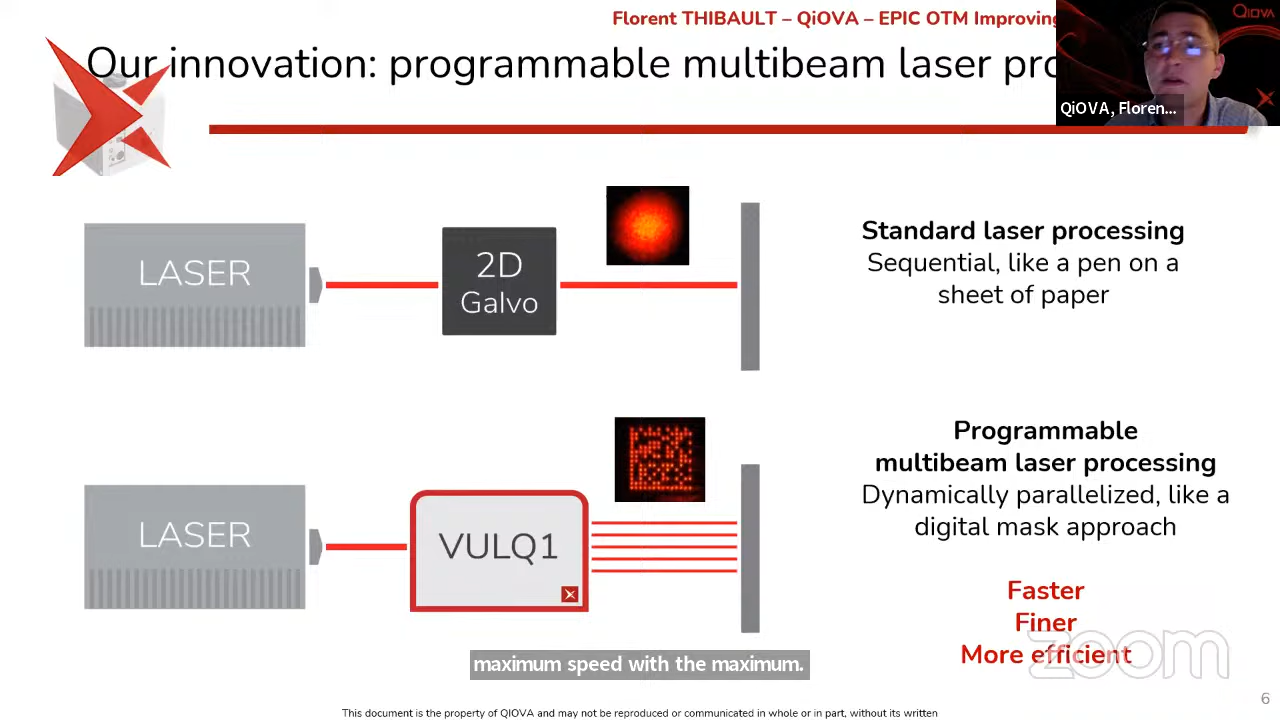 Florent THIBAULT – QiOVA – EPIC OTM Improving
Our innovation: programmable multibeam laser pro
QiOVA
QiOVA, Floren...
LASER
2D
Galvo
Standard laser processing
Sequential, like a pen on a
sheet of paper
LASER
VULQ1
Programmable
multibeam laser processing
Dynamically parallelized, like a
digital mask approach
Faster
Finer
More efficient
zoom
maximum speed with the maximum.
6
This document is the property of QIOVA and may not be reproduced or communicated in whole or in part, without its written